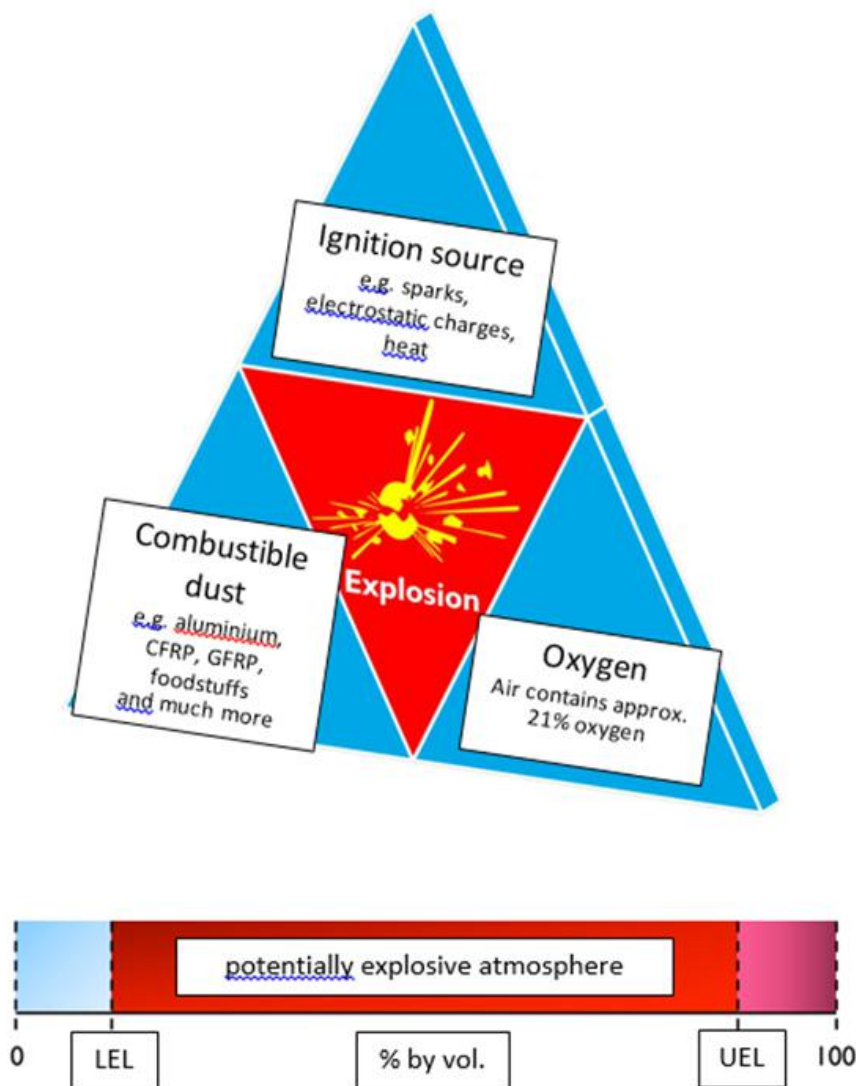 Ignition source
e.g. sparks,
electrostatic charges,
heat
Combustible
dust
e.g. aluminium,
CFRP, GFRP,
foodstuffs
and much more
Explosion
Oxygen
Air contains approx.
21% oxygen
potentially explosive atmosphere
0 LEL % by vol. UEL 100